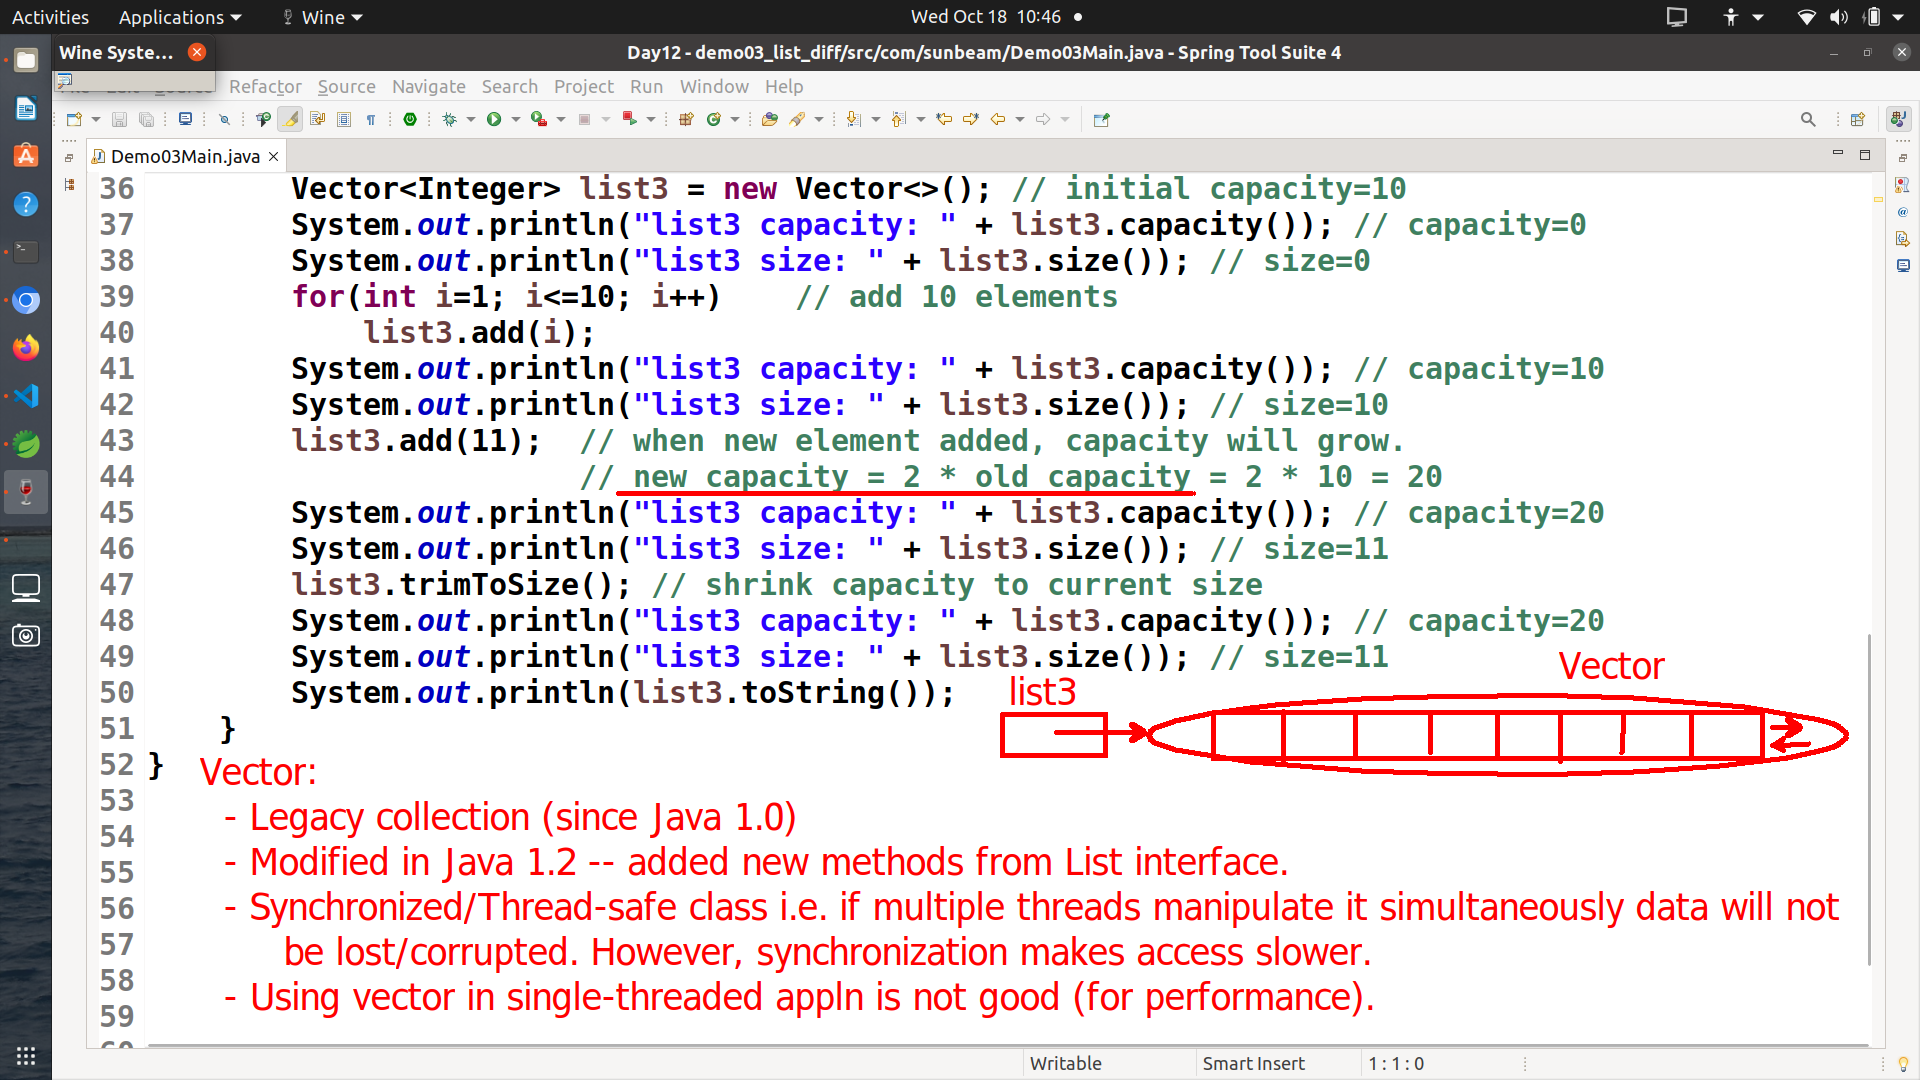 Activities Applications Wine Wed Oct 18 10:46
Wine Syste...
Day12 - demo03_list_diff/src/com/sunbeam/Demo03Main.java - Spring Tool Suite 4
Refactor Source Navigate Search Project Run Window Help
Demo03Main.java
36 Vector<Integer> list3 = new Vector<>(); // initial capacity=10
37 System.out.println("list3 capacity: " + list3.capacity()); // capacity=0
38 System.out.println("list3 size: " + list3.size()); // size=0
39 for(int i=1; i<=10; i++) // add 10 elements
40 list3.add(i);
41 System.out.println("list3 capacity: " + list3.capacity()); // capacity=10
42 System.out.println("list3 size: " + list3.size()); // size=10
43 list3.add(11); // when new element added, capacity will grow.
44 // new capacity = 2 * old capacity = 2 * 10 = 20
45 System.out.println("list3 capacity: " + list3.capacity()); // capacity=20
46 System.out.println("list3 size: " + list3.size()); // size=11
47 list3.trimToSize(); // shrink capacity to current size
48 System.out.println("list3 capacity: " + list3.capacity()); // capacity=20
49 System.out.println("list3 size: " + list3.size()); // size=11
Vector
50 System.out.println(list3.toString());
list3
51 }
52 }
Vector:
53
- Legacy collection (since Java 1.0)
54
- Modified in Java 1.2 -- added new methods from List interface.
55
56
- Synchronized/Thread-safe class i.e. if multiple threads manipulate it simultaneously data will not
57
be lost/corrupted. However, synchronization makes access slower.
58
- Using vector in single-threaded appln is not good (for performance).
59
Writable Smart Insert 1 : 1 : 0